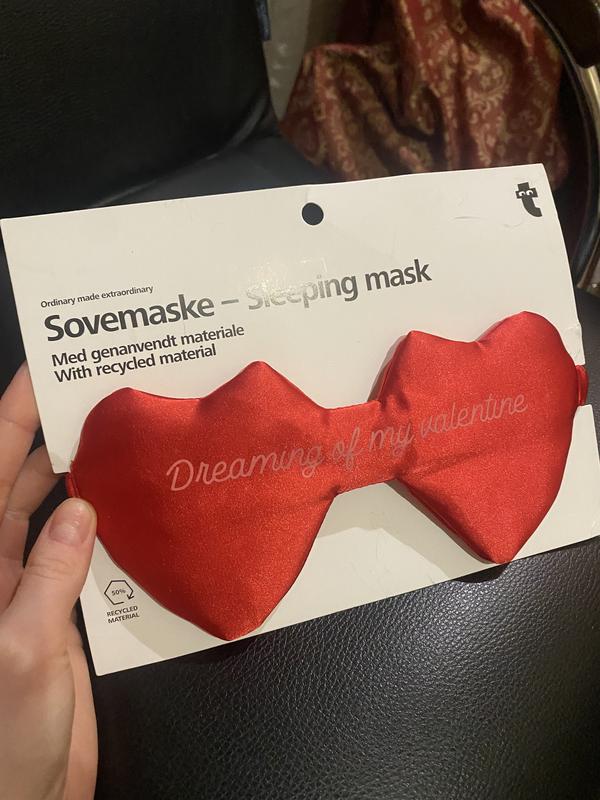 Ordinary made extraordinary
Sovemaske – Sleeping mask
Med genanvendt materiale
With recycled material
Dreaming of my valentine
50%
RECYCLED
MATERIAL